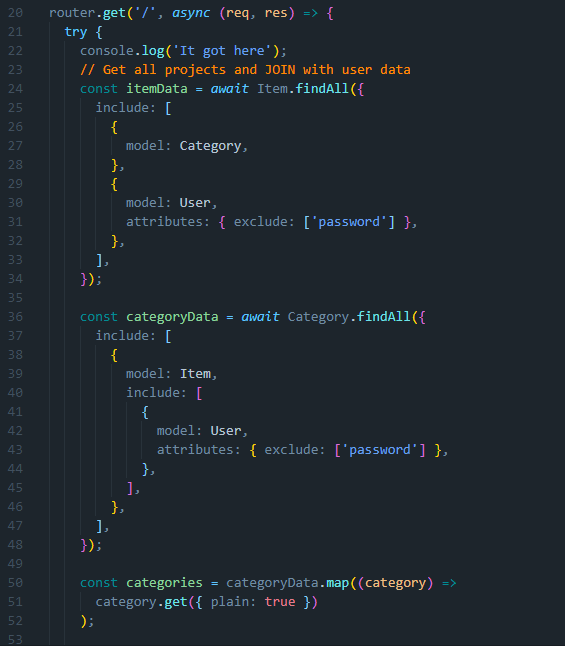 20 router.get('/', async (req, res) => {
21 try {
22 console.log('It got here');
23 // Get all projects and JOIN with user data
24 const itemData = await Item.findAll({
25 include: [
26 {
27 model: Category,
28 },
29 {
30 model: User,
31 attributes: { exclude: ['password'] },
32 },
33 ],
34 });
35
36 const categoryData = await Category.findAll({
37 include: [
38 {
39 model: Item,
40 include: [
41 {
42 model: User,
43 attributes: { exclude: ['password'] },
44 },
45 ],
46 },
47 ],
48 });
49
50 const categories = categoryData.map((category) =>
51 category.get({ plain: true })
52 );
53